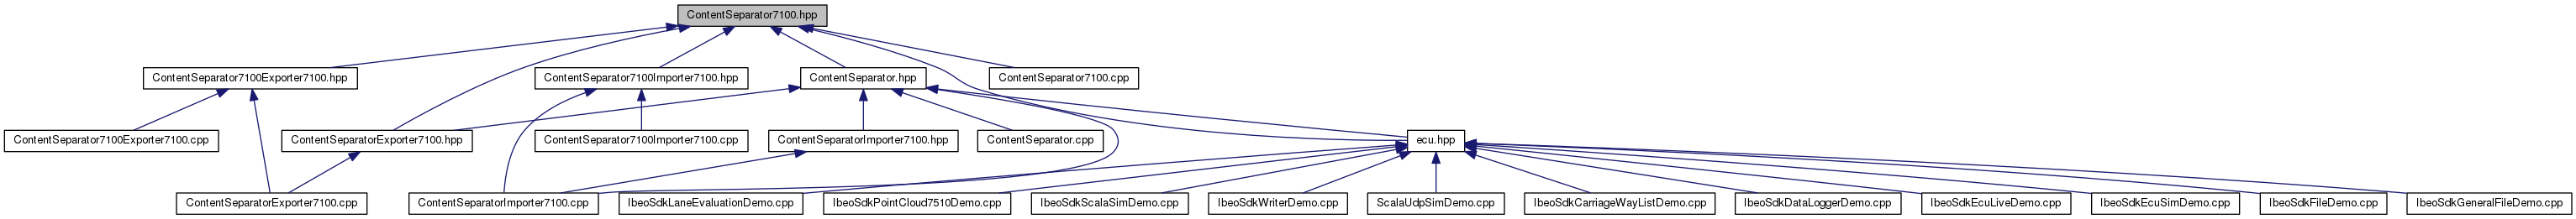 ContentSeparator7100.hpp
ContentSeparator7100Exporter7100.hpp
ContentSeparator7100Importer7100.hpp
ContentSeparator.hpp
ContentSeparator7100.cpp
ContentSeparator7100Exporter7100.cpp
ContentSeparatorExporter7100.hpp
ContentSeparator7100Importer7100.cpp
ContentSeparatorImporter7100.hpp
ContentSeparator.cpp
ecu.hpp
ContentSeparatorExporter7100.cpp
ContentSeparatorImporter7100.cpp
IbeoSdkLaneEvaluationDemo.cpp
IbeoSdkPointCloud7510Demo.cpp
IbeoSdkScalaSimDemo.cpp
IbeoSdkWriterDemo.cpp
ScalaUdpSimDemo.cpp
IbeoSdkCarriageWayListDemo.cpp
IbeoSdkDataLoggerDemo.cpp
IbeoSdkEcuLiveDemo.cpp
IbeoSdkEcuSimDemo.cpp
IbeoSdkFileDemo.cpp
IbeoSdkGeneralFileDemo.cpp